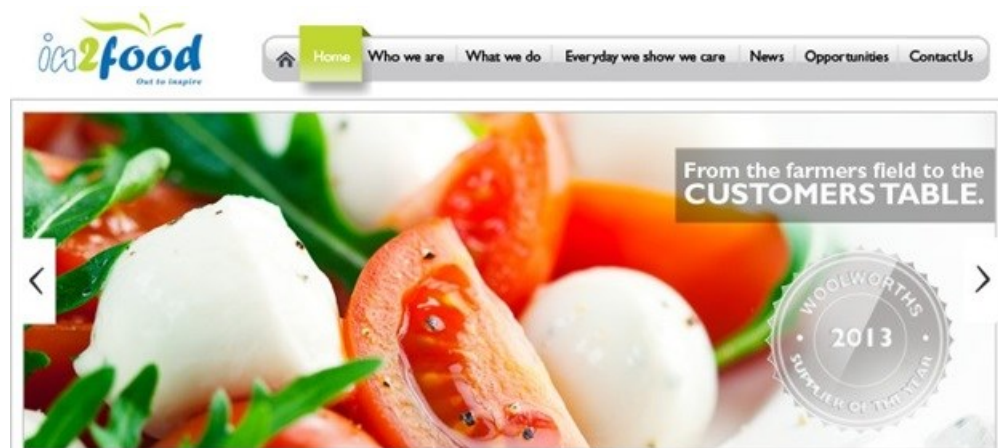 in2food
Out to inspire
Home
Who we are
What we do
Everyday we show we care
News
Opportunities
ContactUs
From the farmers field to the
CUSTOMERS TABLE.
WOOLWORTHS
2013
SUPPLIER OF THE YEAR